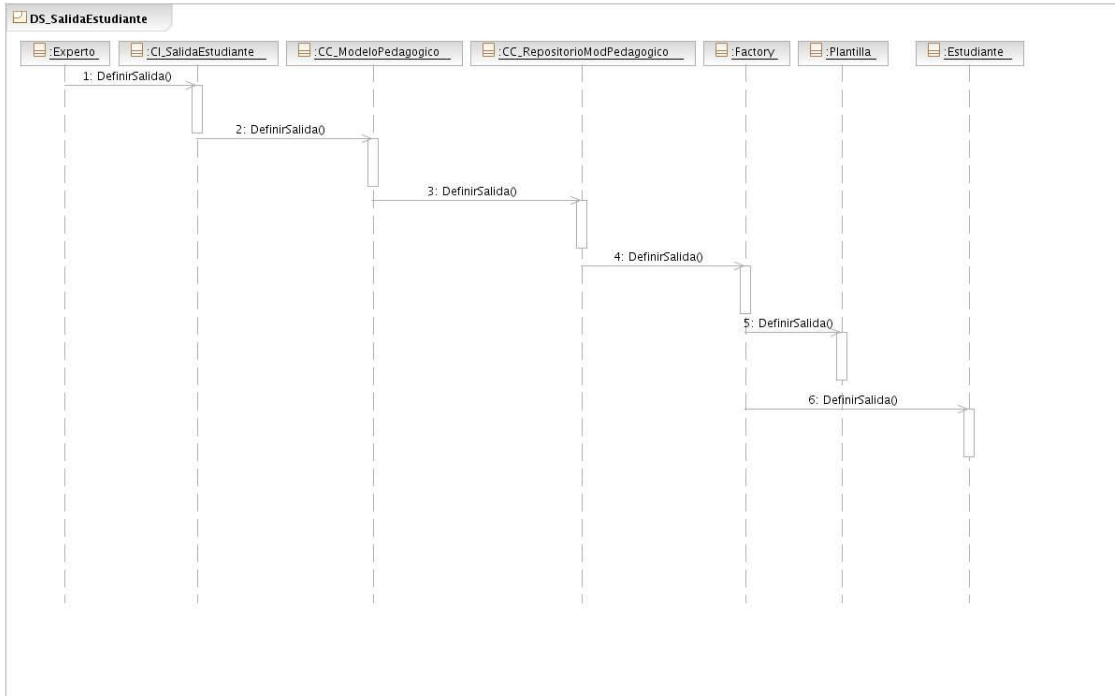 DS_SalidaEstudiante
:Experto :CI_SalidaEstudiante :CC_ModeloPedagogico :CC_RepositorioModPedagogico :Factory :Plantilla :Estudiante
1: DefinirSalida()
2: DefinirSalida()
3: DefinirSalida()
4: DefinirSalida()
5: DefinirSalida()
6: DefinirSalida()